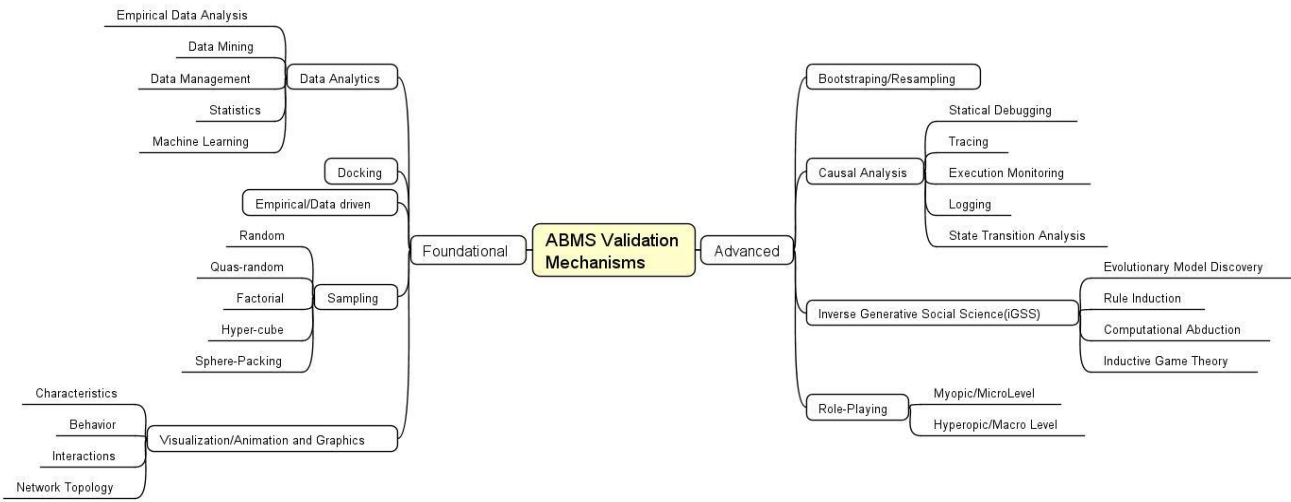 Empirical Data Analysis
Data Mining
Data Management
Statistics
Machine Learning
Data Analytics
Docking
Empirical/Data driven
Random
Quas-random
Factorial
Hyper-cube
Sphere-Packing
Sampling
Characteristics
Behavior
Interactions
Network Topology
Visualization/Animation and Graphics
Foundational
ABMS Validation
Mechanisms
Advanced
Bootstraping/Resampling
Causal Analysis
Statical Debugging
Tracing
Execution Monitoring
Logging
State Transition Analysis
Inverse Generative Social Science(iGSS)
Evolutionary Model Discovery
Rule Induction
Computational Abduction
Inductive Game Theory
Role-Playing
Myopic/MicroLevel
Hyperopic/Macro Level